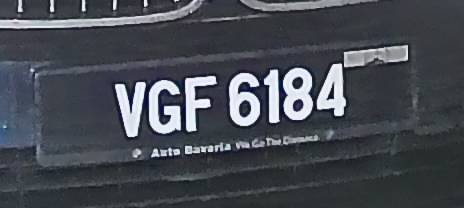 VGF 6184
Auto Bavaria We Go The Distance